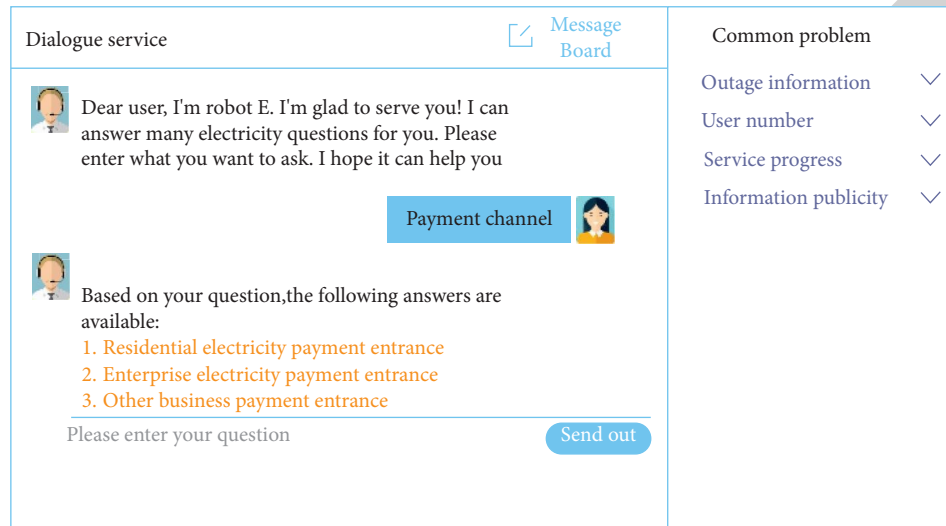 Dialogue service
Message
Board
Dear user, I'm robot E. I'm glad to serve you! I can
answer many electricity questions for you. Please
enter what you want to ask. I hope it can help you
Payment channel
Based on your question,the following answers are
available:
1. Residential electricity payment entrance
2. Enterprise electricity payment entrance
3. Other business payment entrance
Please enter your question
Send out
Common problem
Outage information
User number
Service progress
Information publicity